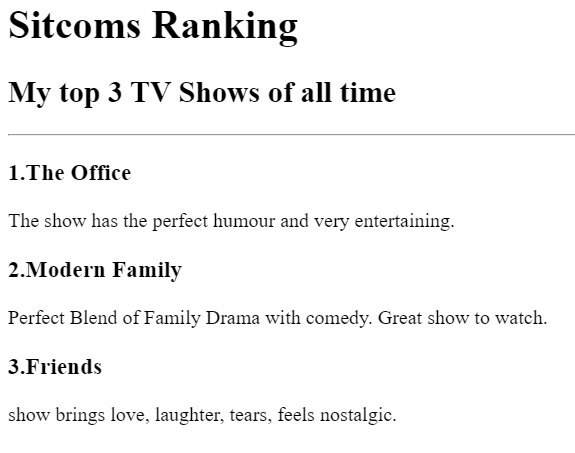 Sitcoms Ranking
My top 3 TV Shows of all time
1.The Office
The show has the perfect humour and very entertaining.
2.Modern Family
Perfect Blend of Family Drama with comedy. Great show to watch.
3.Friends
show brings love, laughter, tears, feels nostalgic.